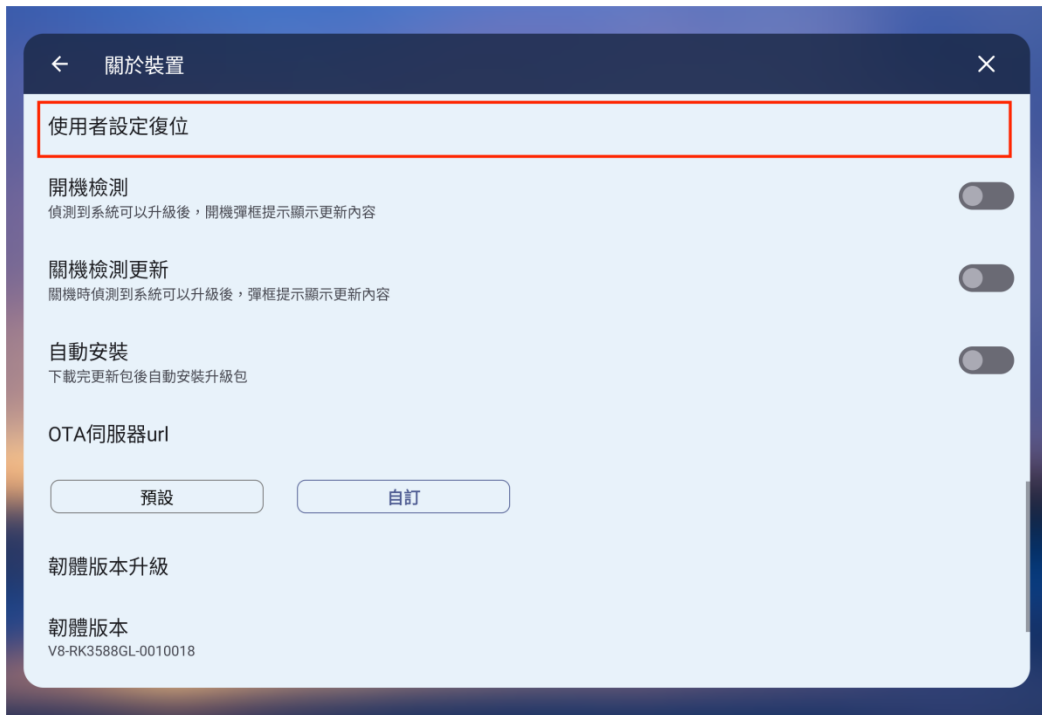 關於裝置
使用者設定復位
開機檢測
偵測到系統可以升級後，開機彈框提示顯示更新內容
關機檢測更新
關機時偵測到系統可以升級後，彈框提示顯示更新內容
自動安裝
下載完更新包後自動安裝升級包
OTA伺服器url
預設 自訂
韌體版本升級
韌體版本
V8-RK3588GL-0010018